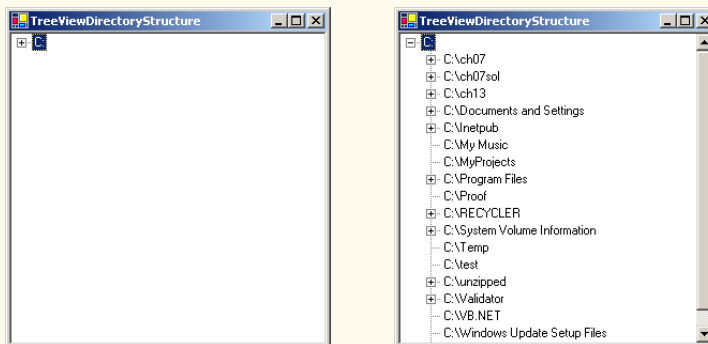 TreeViewDirectoryStructure
C:
TreeViewDirectoryStructure
C:
C:\ch07
C:\ch07sol
C:\ch13
C:\Documents and Settings
C:\Inetpub
C:\My Music
C:\MyProjects
C:\Program Files
C:\Proof
C:\RECYCLER
C:\System Volume Information
C:\Temp
C:\test
C:\unzipped
C:\Validator
C:\VB.NET
C:\Windows Update Setup Files